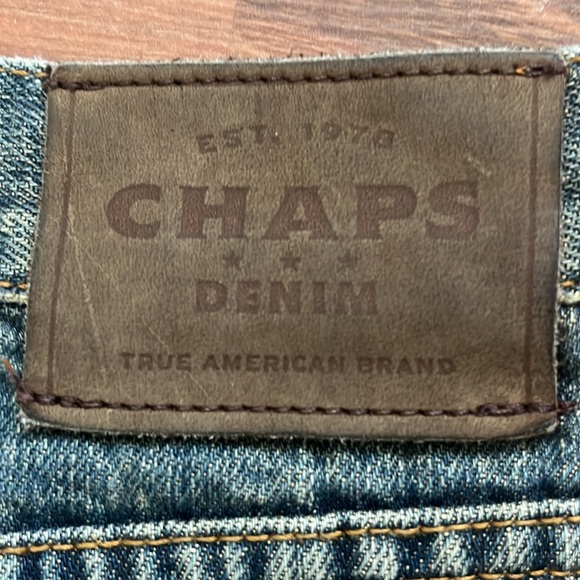 EST. 1978
CHAPS
DENIM
TRUE AMERICAN BRAND